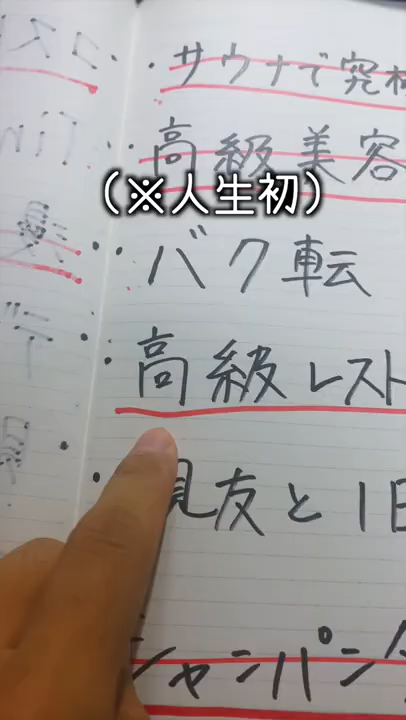 ・サウナで究
・高級美容
（※人生初）
・バク転
・高級レスト
親友と1日
シャンパン